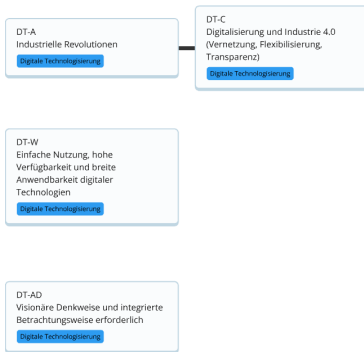 DT-A
Industrielle Revolutionen
Digitale Technologisierung
DT-C
Digitalisierung und Industrie 4.0
(Vernetzung, Flexibilisierung,
Transparenz)
Digitale Technologisierung
DT-W
Einfache Nutzung, hohe
Verfügbarkeit und breite
Anwendbarkeit digitaler
Technologien
Digitale Technologisierung
DT-AD
Visionäre Denkweise und integrierte
Betrachtungsweise erforderlich
Digitale Technologisierung